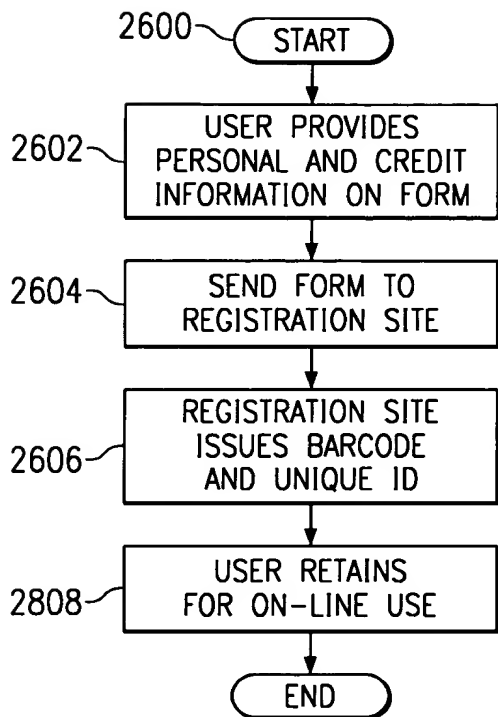 2600
START
2602
USER PROVIDES
PERSONAL AND CREDIT
INFORMATION ON FORM
2604
SEND FORM TO
REGISTRATION SITE
2606
REGISTRATION SITE
ISSUES BARCODE
AND UNIQUE ID
2808
USER RETAINS
FOR ON-LINE USE
END